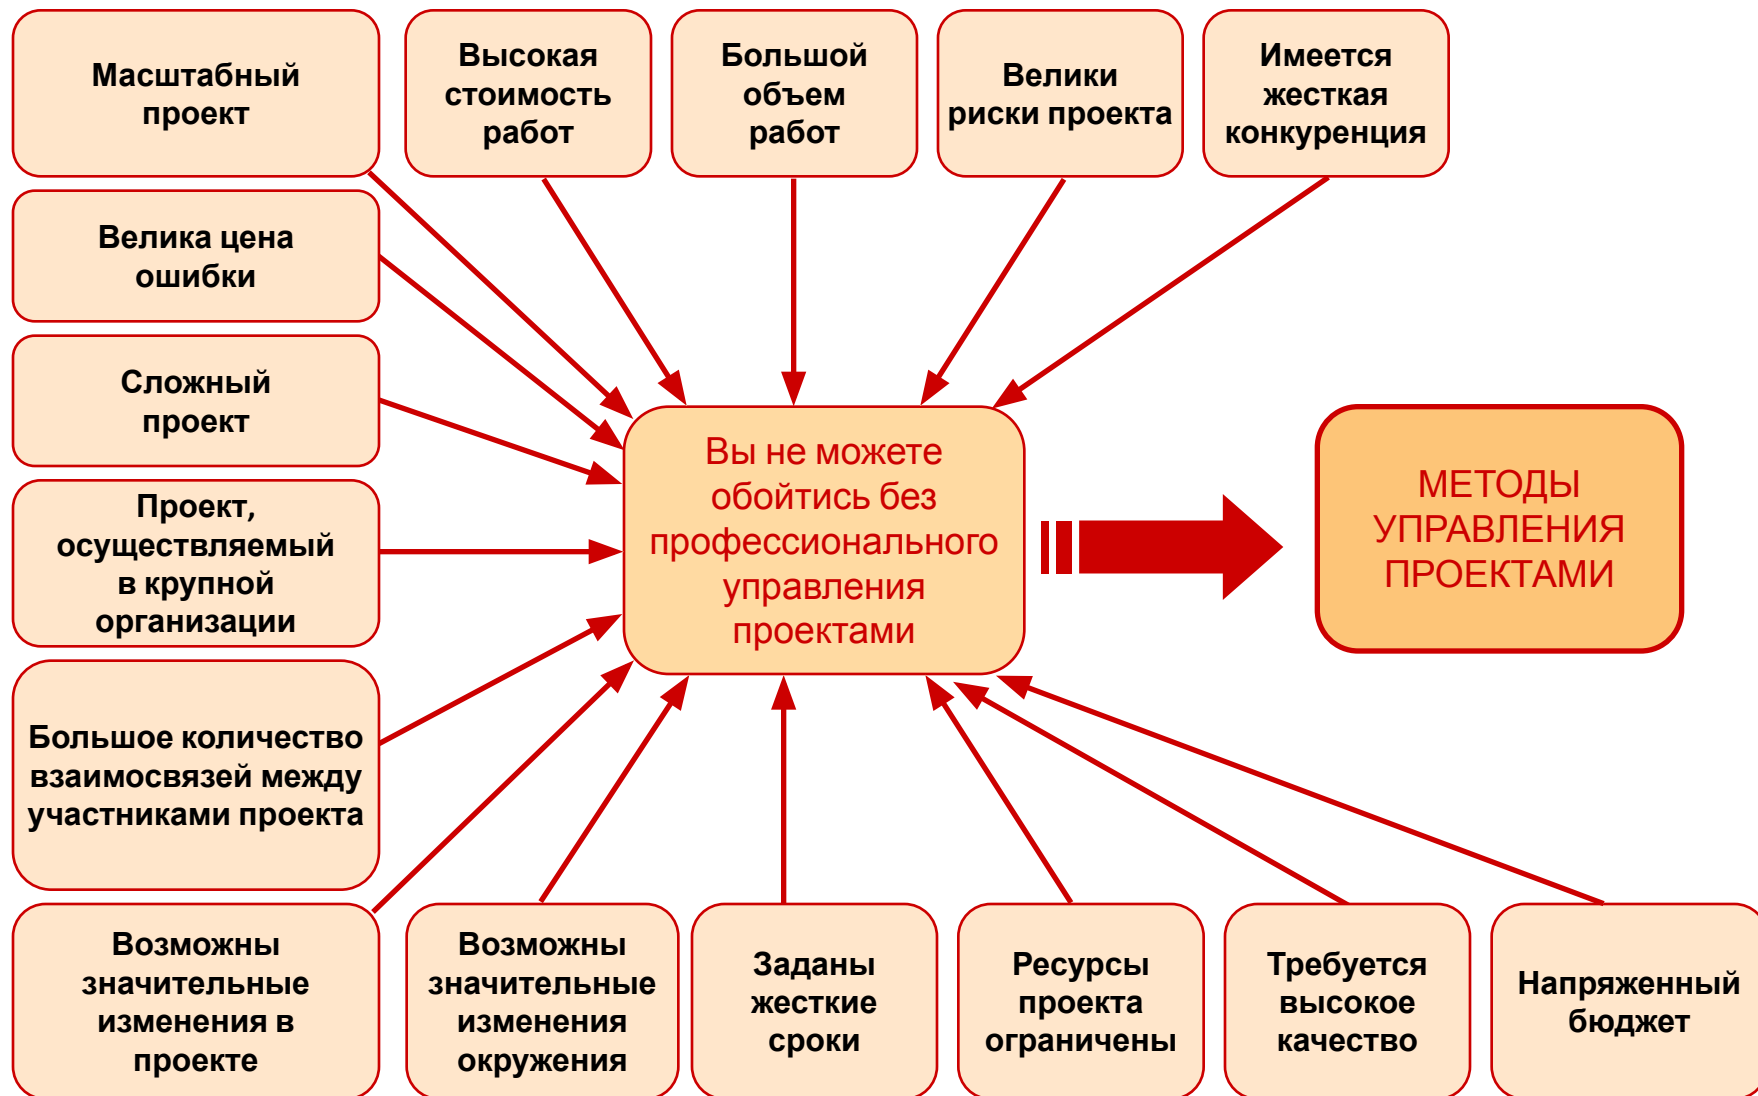 Масштабный
проект
Высокая
стоимость
работ
Большой
объем
работ
Велики
риски проекта
Имеется
жесткая
конкуренция
Велика цена
ошибки
Сложный
проект
Проект,
осуществляемый
в крупной
организации
Большое количество
взаимосвязей между
участниками проекта
Вы не можете
обойтись без
профессионального
управления
проектами
МЕТОДЫ
УПРАВЛЕНИЯ
ПРОЕКТАМИ
Возможны
значительные
изменения в
проекте
Возможны
значительные
изменения
окружения
Заданы
жесткие
сроки
Ресурсы
проекта
ограничены
Требуется
высокое
качество
Напряженный
бюджет